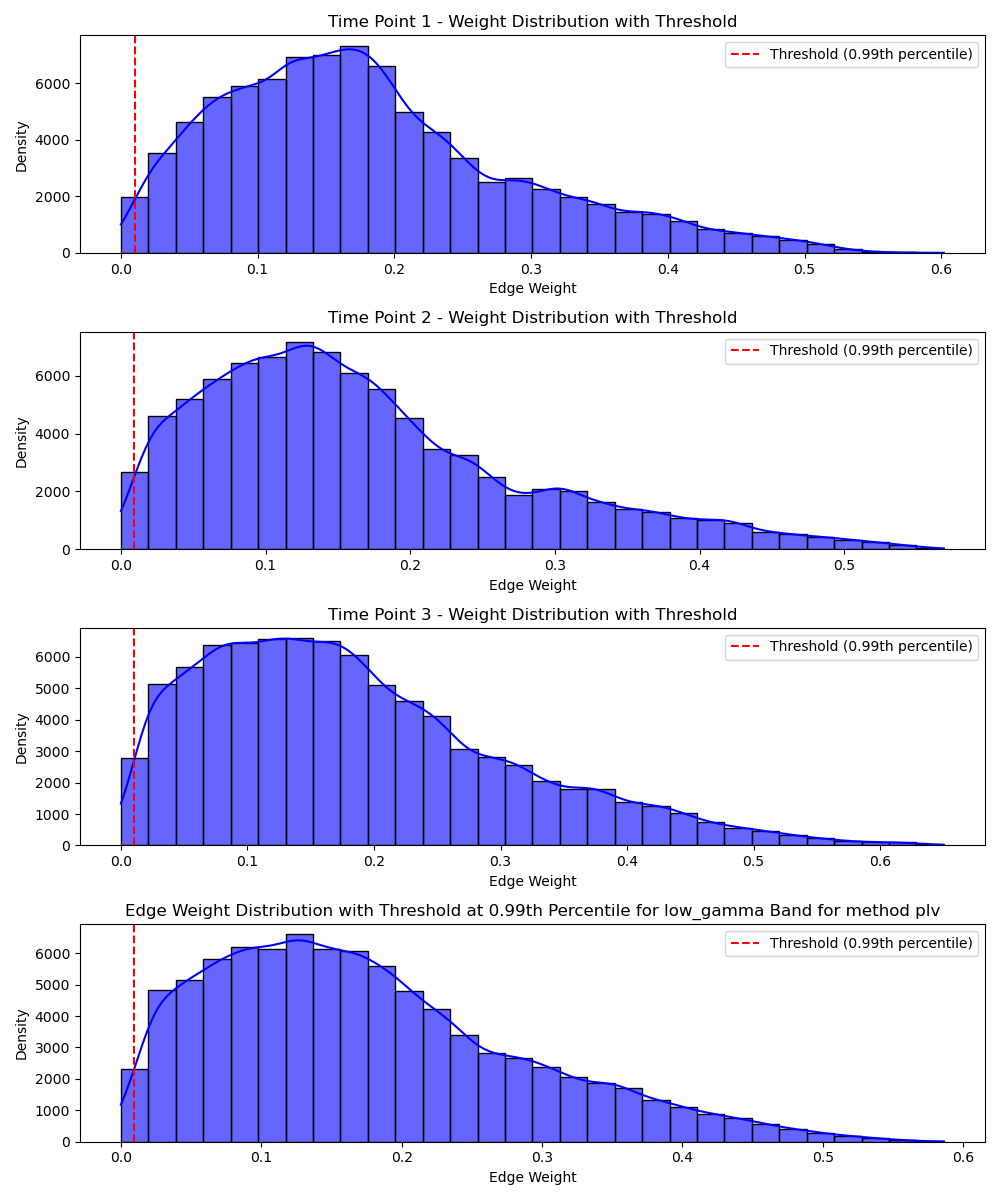 Time Point 1 - Weight Distribution with Threshold
Threshold (0.99th percentile)
Density
6000
4000
2000
0
0.0 0.1 0.2 0.3 0.4 0.5 0.6
Edge Weight
Time Point 2 - Weight Distribution with Threshold
Threshold (0.99th percentile)
Density
6000
4000
2000
0
0.0 0.1 0.2 0.3 0.4 0.5
Edge Weight
Time Point 3 - Weight Distribution with Threshold
Threshold (0.99th percentile)
Density
6000
5000
4000
3000
2000
1000
0
0.0 0.1 0.2 0.3 0.4 0.5 0.6
Edge Weight
Edge Weight Distribution with Threshold at 0.99th Percentile for low_gamma Band for method plv
Threshold (0.99th percentile)
Density
6000
5000
4000
3000
2000
1000
0
0.0 0.1 0.2 0.3 0.4 0.5 0.6
Edge Weight